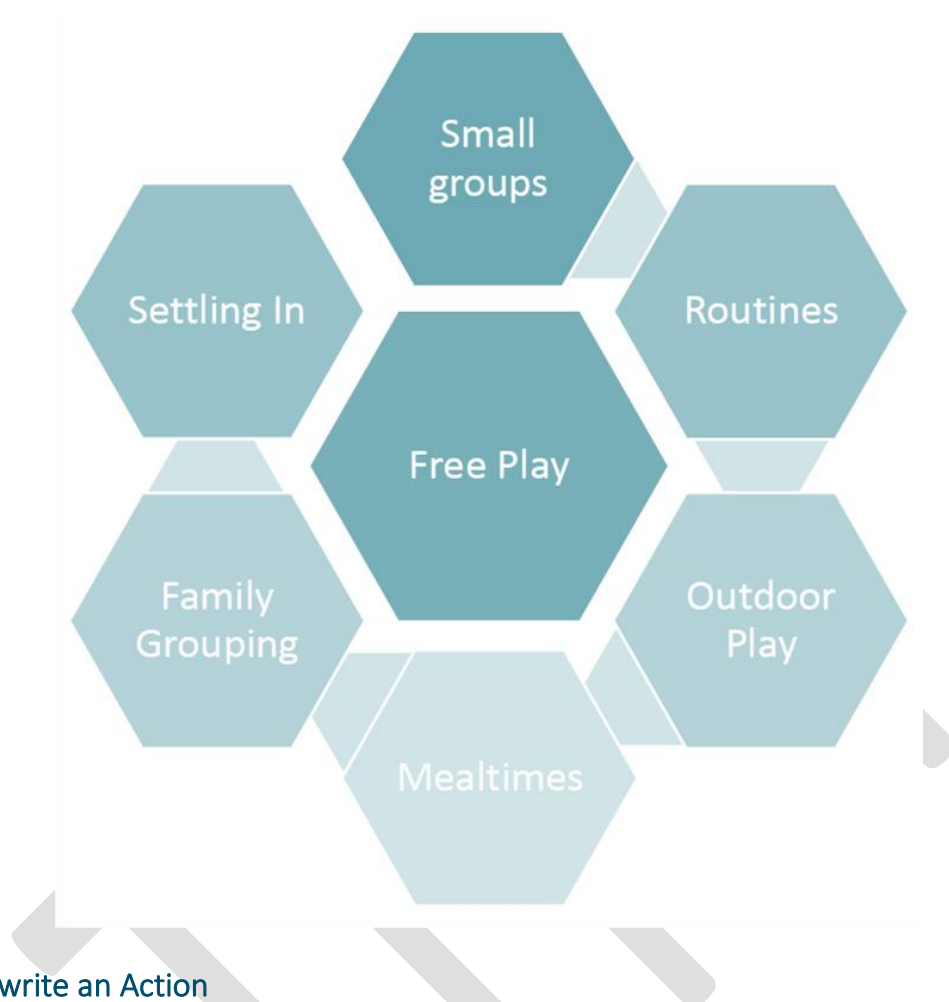 Small
groups
Settling In
Routines
Free Play
Family
Grouping
Outdoor
Play
Mealtimes
write an Action